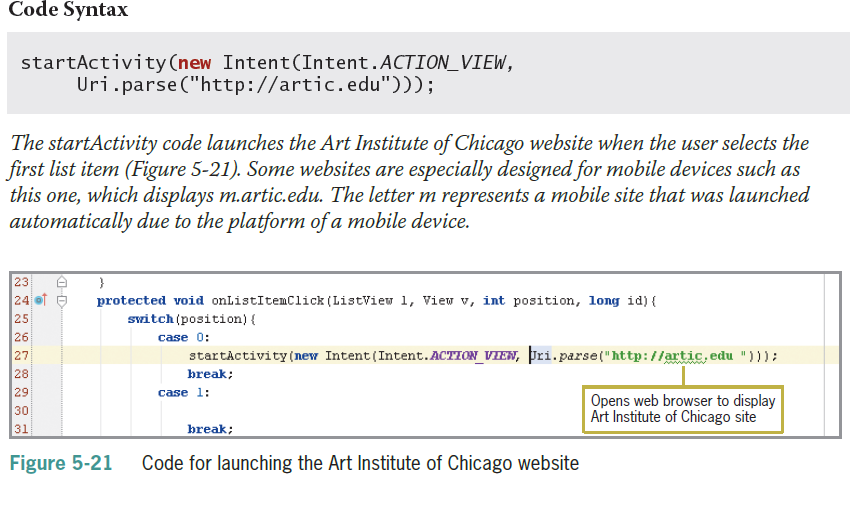 Code Syntax
startActivity(new Intent(Intent.ACTION_VIEW,
Uri.parse("http://artic.edu")));
The startActivity code launches the Art Institute of Chicago website when the user selects the
first list item (Figure 5-21). Some websites are especially designed for mobile devices such as
this one, which displays m.artic.edu. The letter m represents a mobile site that was launched
automatically due to the platform of a mobile device.
23 }
24 protected void onListItemClick(ListView l, View v, int position, long id){
25 switch(position){
26 case 0:
27 startActivity(new Intent(Intent.ACTION_VIEW, Uri.parse("http://artic.edu ")));
28 break;
29 case 1:
30
31 break;
Opens web browser to display
Art Institute of Chicago site
Figure 5-21 Code for launching the Art Institute of Chicago website